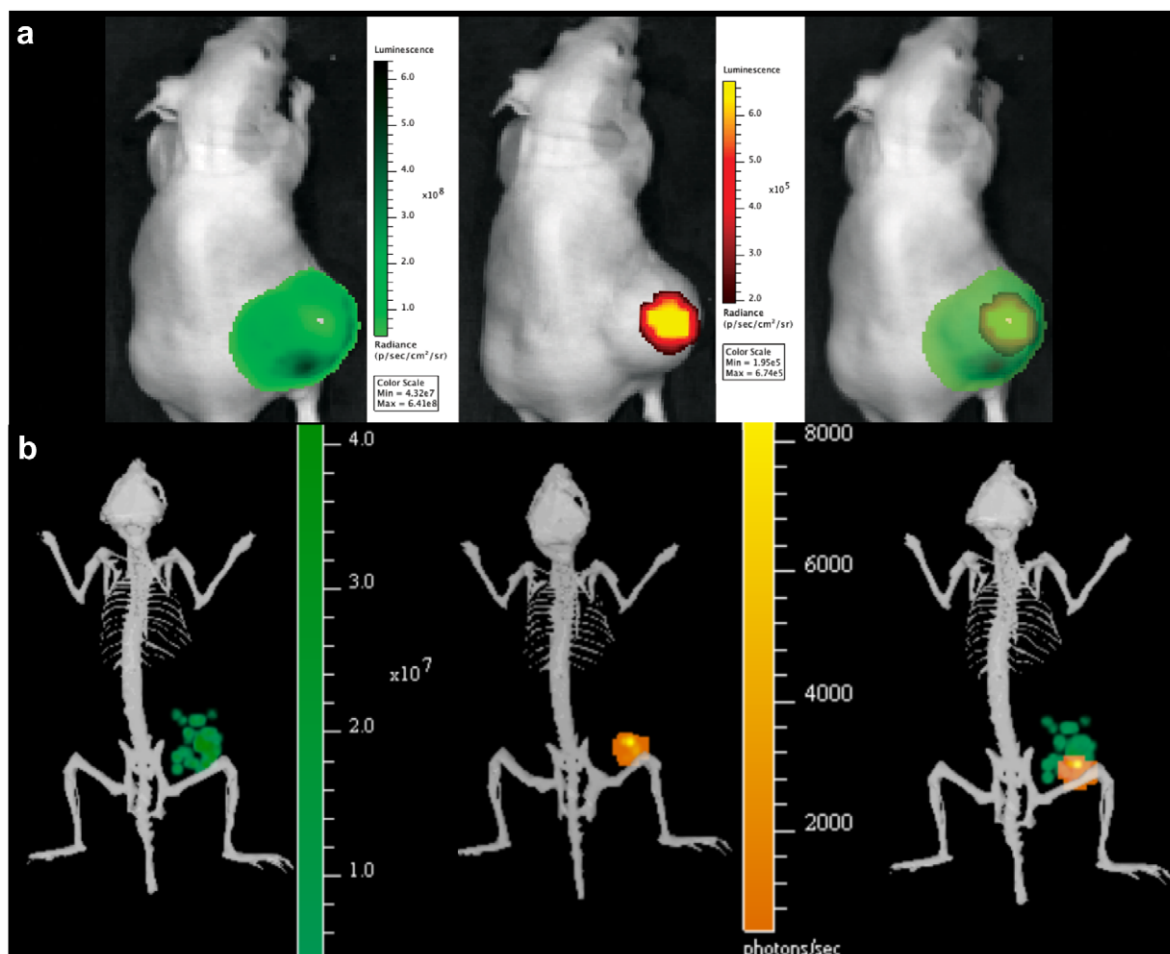 a
Luminescence
6.0
5.0
4.0
x10⁸
3.0
2.0
1.0
Radiance
(p/sec/cm²/sr)
Color Scale
Min = 4.32e7
Max = 6.41e8
Luminescence
6.0
5.0
x10⁵
4.0
3.0
2.0
Radiance
(p/sec/cm²/sr)
Color Scale
Min = 1.95e5
Max = 6.74e5
b
4.0
3.0
x10⁷
2.0
1.0
8000
6000
4000
2000
photons/sec